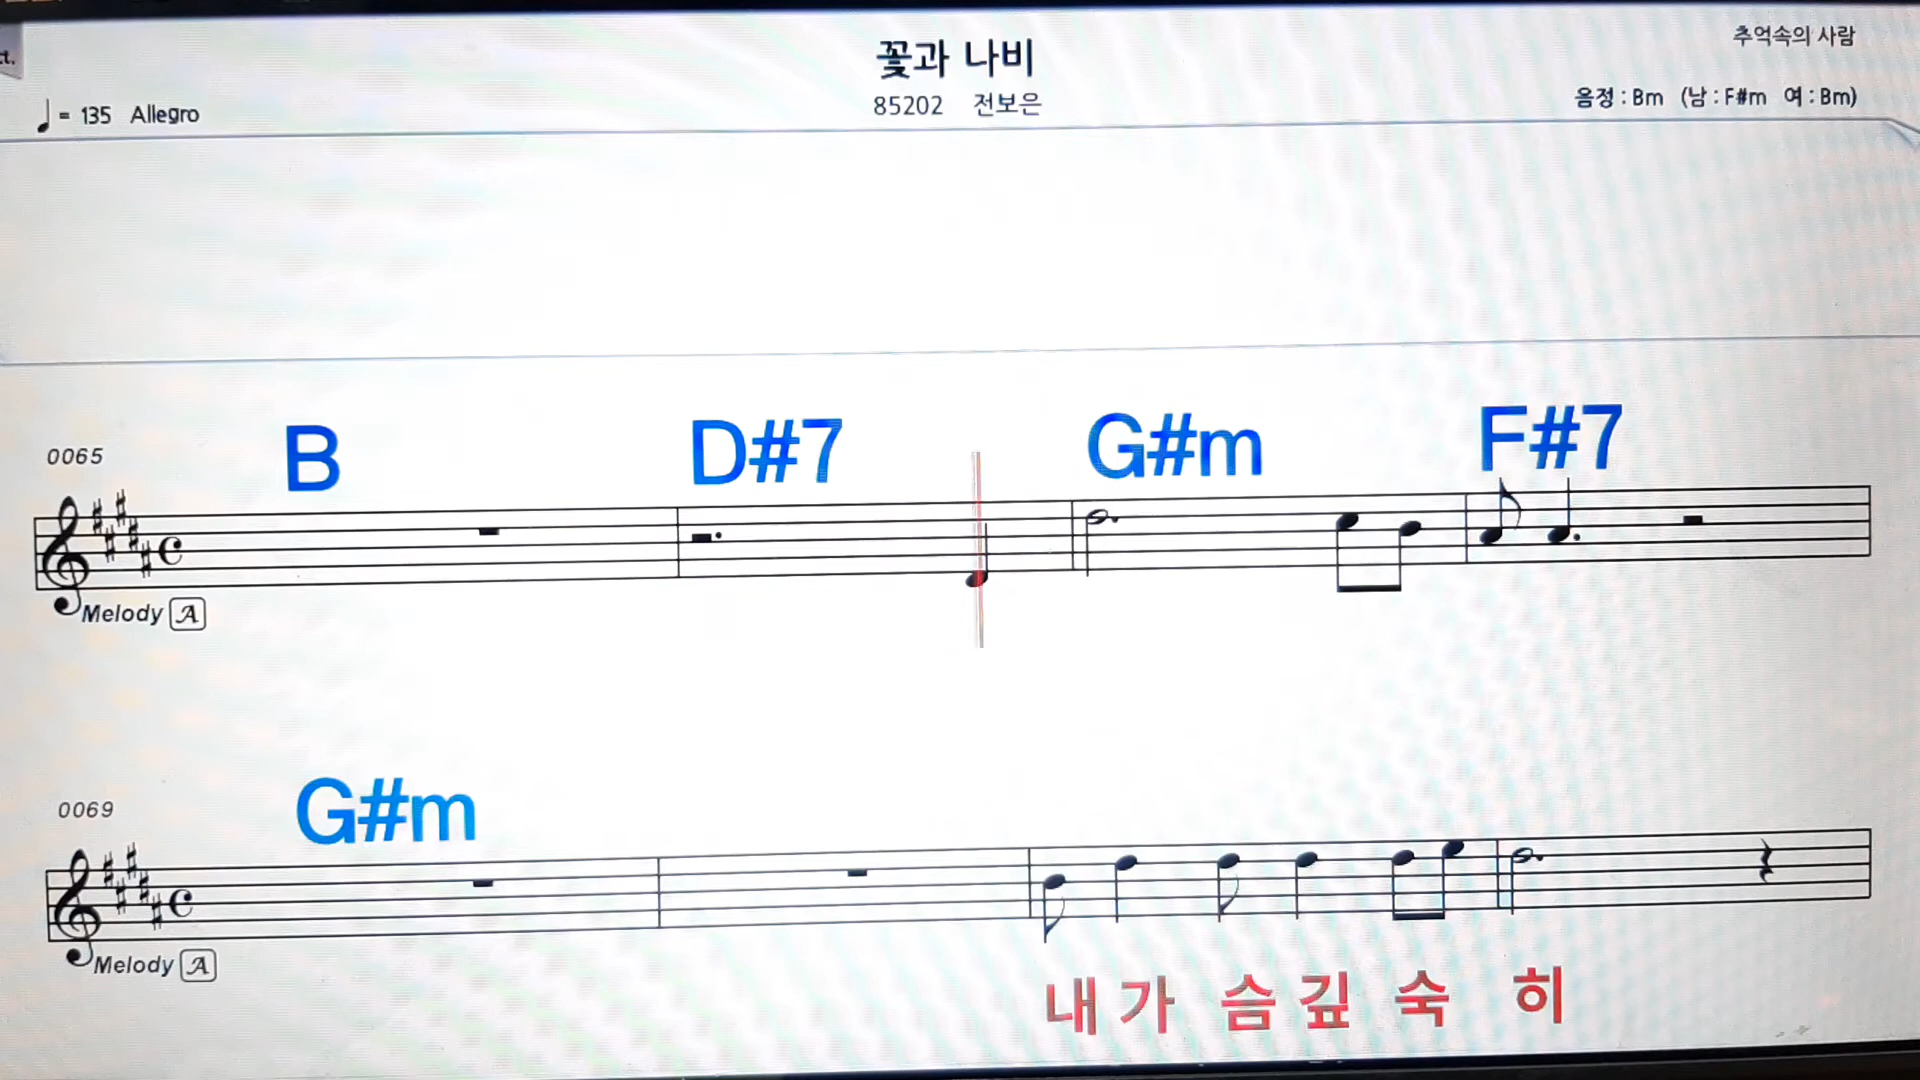 ct.
꽃과 나비
추억속의 사람
♩ = 135 Allegro
85202 전보은
음정 : Bm (남 : F#m 여 : Bm)
B D#7 G#m F#7
0065
Melody A
G#m
0069
Melody A
내 가 슴 깊 숙 히